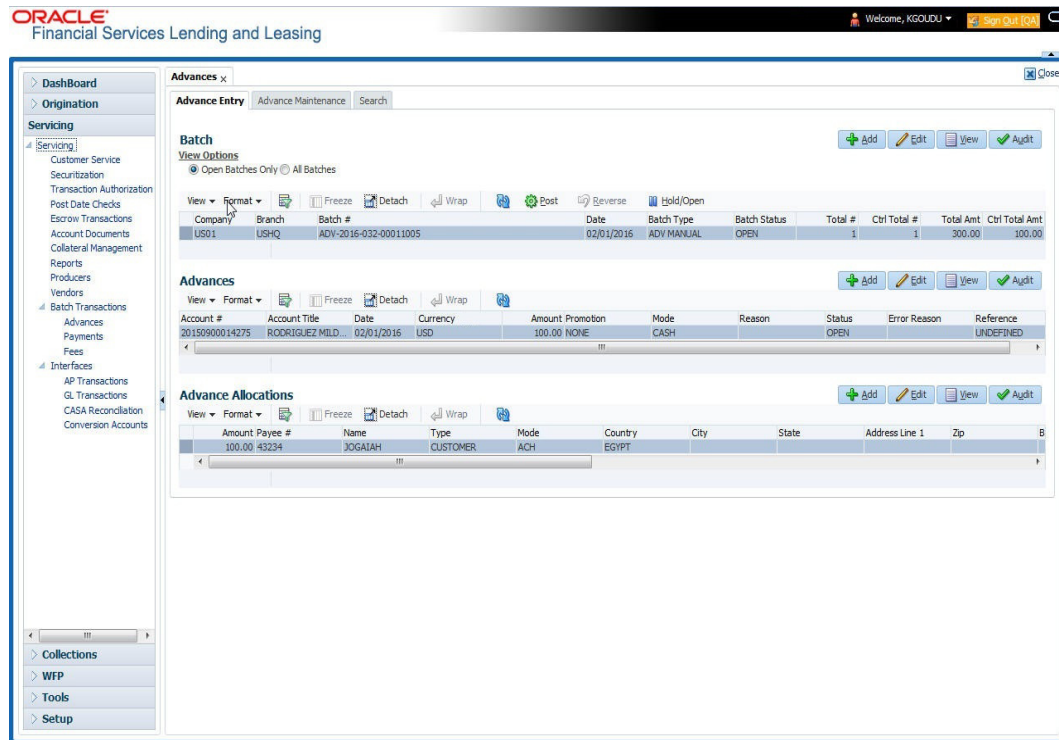 ORACLE
Financial Services Lending and Leasing
Welcome, KGOUDU
Sign Out [QA]
DashBoard
Origination
Servicing
Servicing
Customer Service
Securitization
Transaction Authorization
Post Date Checks
Escrow Transactions
Account Documents
Collateral Management
Reports
Producers
Vendors
Batch Transactions
Advances
Payments
Fees
Interfaces
AP Transactions
GL Transactions
CASA Reconciliation
Conversion Accounts
Collections
WFP
Tools
Setup
Advances x
Close
Advance Entry Advance Maintenance Search
Batch
Add Edit View Audit
View Options
Open Batches Only All Batches
View Format Freeze Detach Wrap Post Reverse Hold/Open
Company Branch Batch # Date Batch Type Batch Status Total # Ctrl Total # Total Amt Ctrl Total Amt
US01 USHQ ADV-2016-032-00011005 02/01/2016 ADV MANUAL OPEN 1 1 300.00 100.00
Advances
Add Edit View Audit
View Format Freeze Detach Wrap
Account # Account Title Date Currency Amount Promotion Mode Reason Status Error Reason Reference
20150900014275 RODRIGUEZ MILD... 02/01/2016 USD 100.00 NONE CASH OPEN UNDEFINED
Advance Allocations
Add Edit View Audit
View Format Freeze Detach Wrap
Amount Payee # Name Type Mode Country City State Address Line 1 Zip B
100.00 43234 JOGAIAH CUSTOMER ACH EGYPT